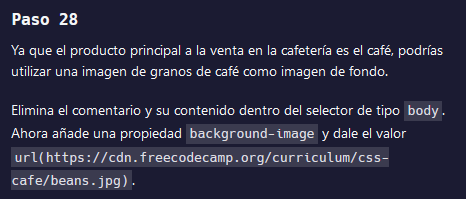 Paso 28
Ya que el producto principal a la venta en la cafetería es el café, podrías
utilizar una imagen de granos de café como imagen de fondo.
Elimina el comentario y su contenido dentro del selector de tipo body.
Ahora añade una propiedad background-image y dale el valor
url(https://cdn.freecodecamp.org/curriculum/css-
cafe/beans.jpg).